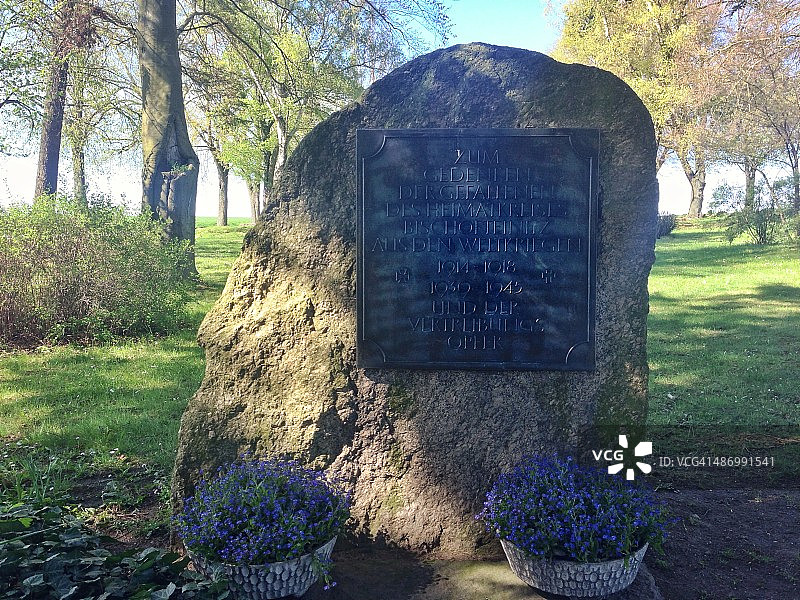 ZUM
GEDENKEN
DER GEFALLENEN
DES HEIMATKREISES
BISCHOFTEINITZ
AUS DEN WELTKRIEGEN
1914-1918
1939-1945
UND DER
VERTREIBUNGS
OPFER
VCG
ID: VCG41486991541